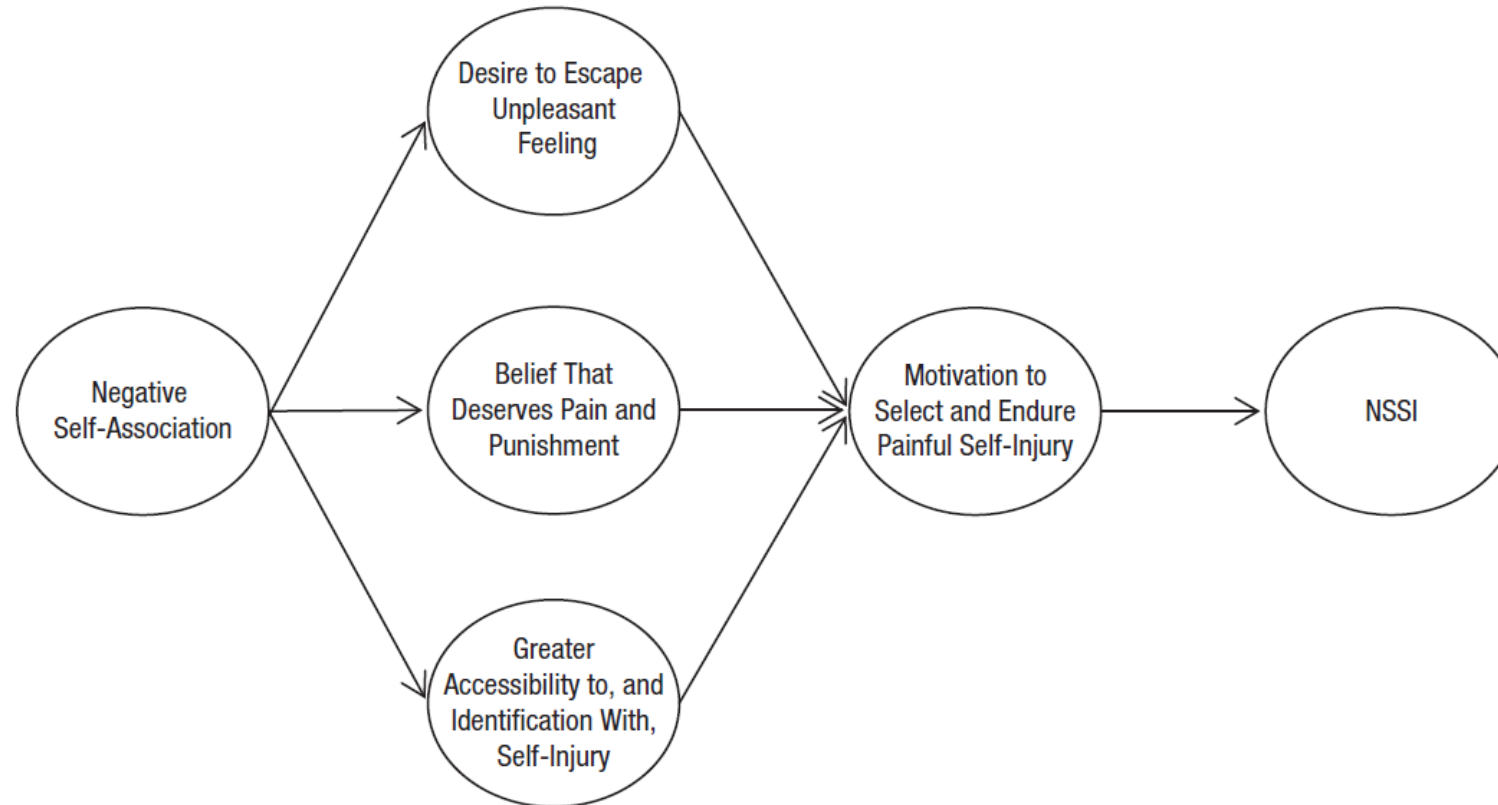 Desire to Escape
Unpleasant
Feeling
Negative
Self-Association
Belief That
Deserves Pain and
Punishment
Motivation to
Select and Endure
Painful Self-Injury
NSSI
Greater
Accessibility to, and
Identification With,
Self-Injury